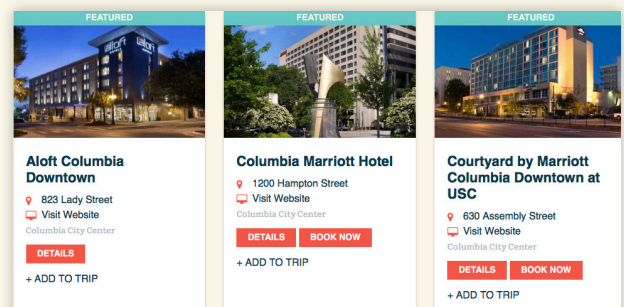 FEATURED
aloft
aloft
Aloft Columbia
Downtown
823 Lady Street
Visit Website
Columbia City Center
DETAILS
+ ADD TO TRIP
FEATURED
Columbia Marriott Hotel
1200 Hampton Street
Visit Website
Columbia City Center
DETAILS
BOOK NOW
+ ADD TO TRIP
FEATURED
Courtyard by Marriott
Columbia Downtown at
USC
630 Assembly Street
Visit Website
Columbia City Center
DETAILS
BOOK NOW
+ ADD TO TRIP